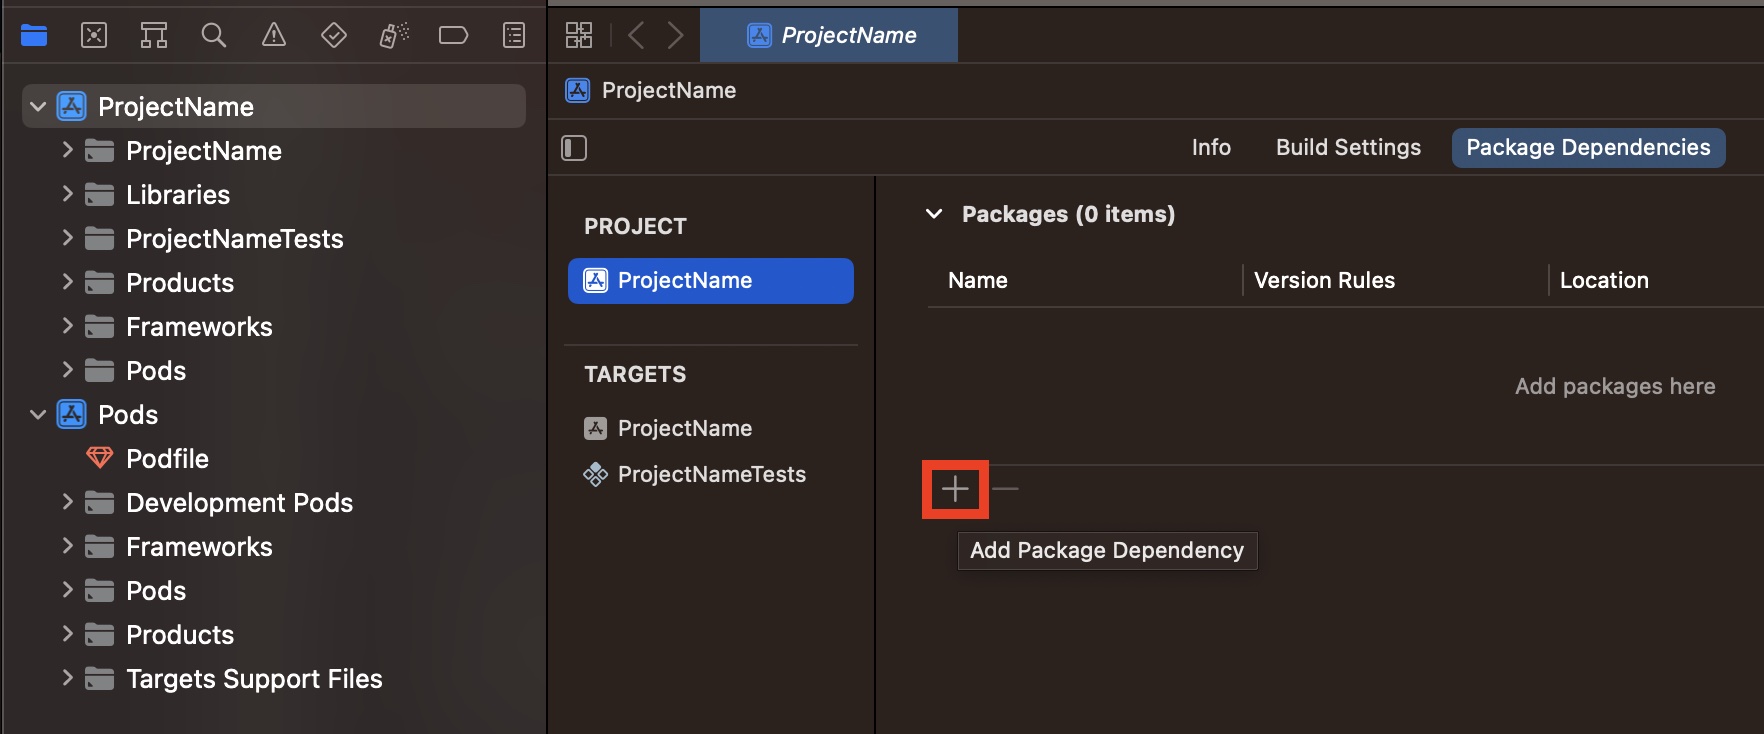 ProjectName
ProjectName
Libraries
ProjectNameTests
Products
Frameworks
Pods
Pods
Podfile
Development Pods
Frameworks
Pods
Products
Targets Support Files
ProjectName
ProjectName
Info Build Settings Package Dependencies
PROJECT
ProjectName
TARGETS
ProjectName
ProjectNameTests
Packages (0 items)
Name Version Rules Location
Add packages here
Add Package Dependency